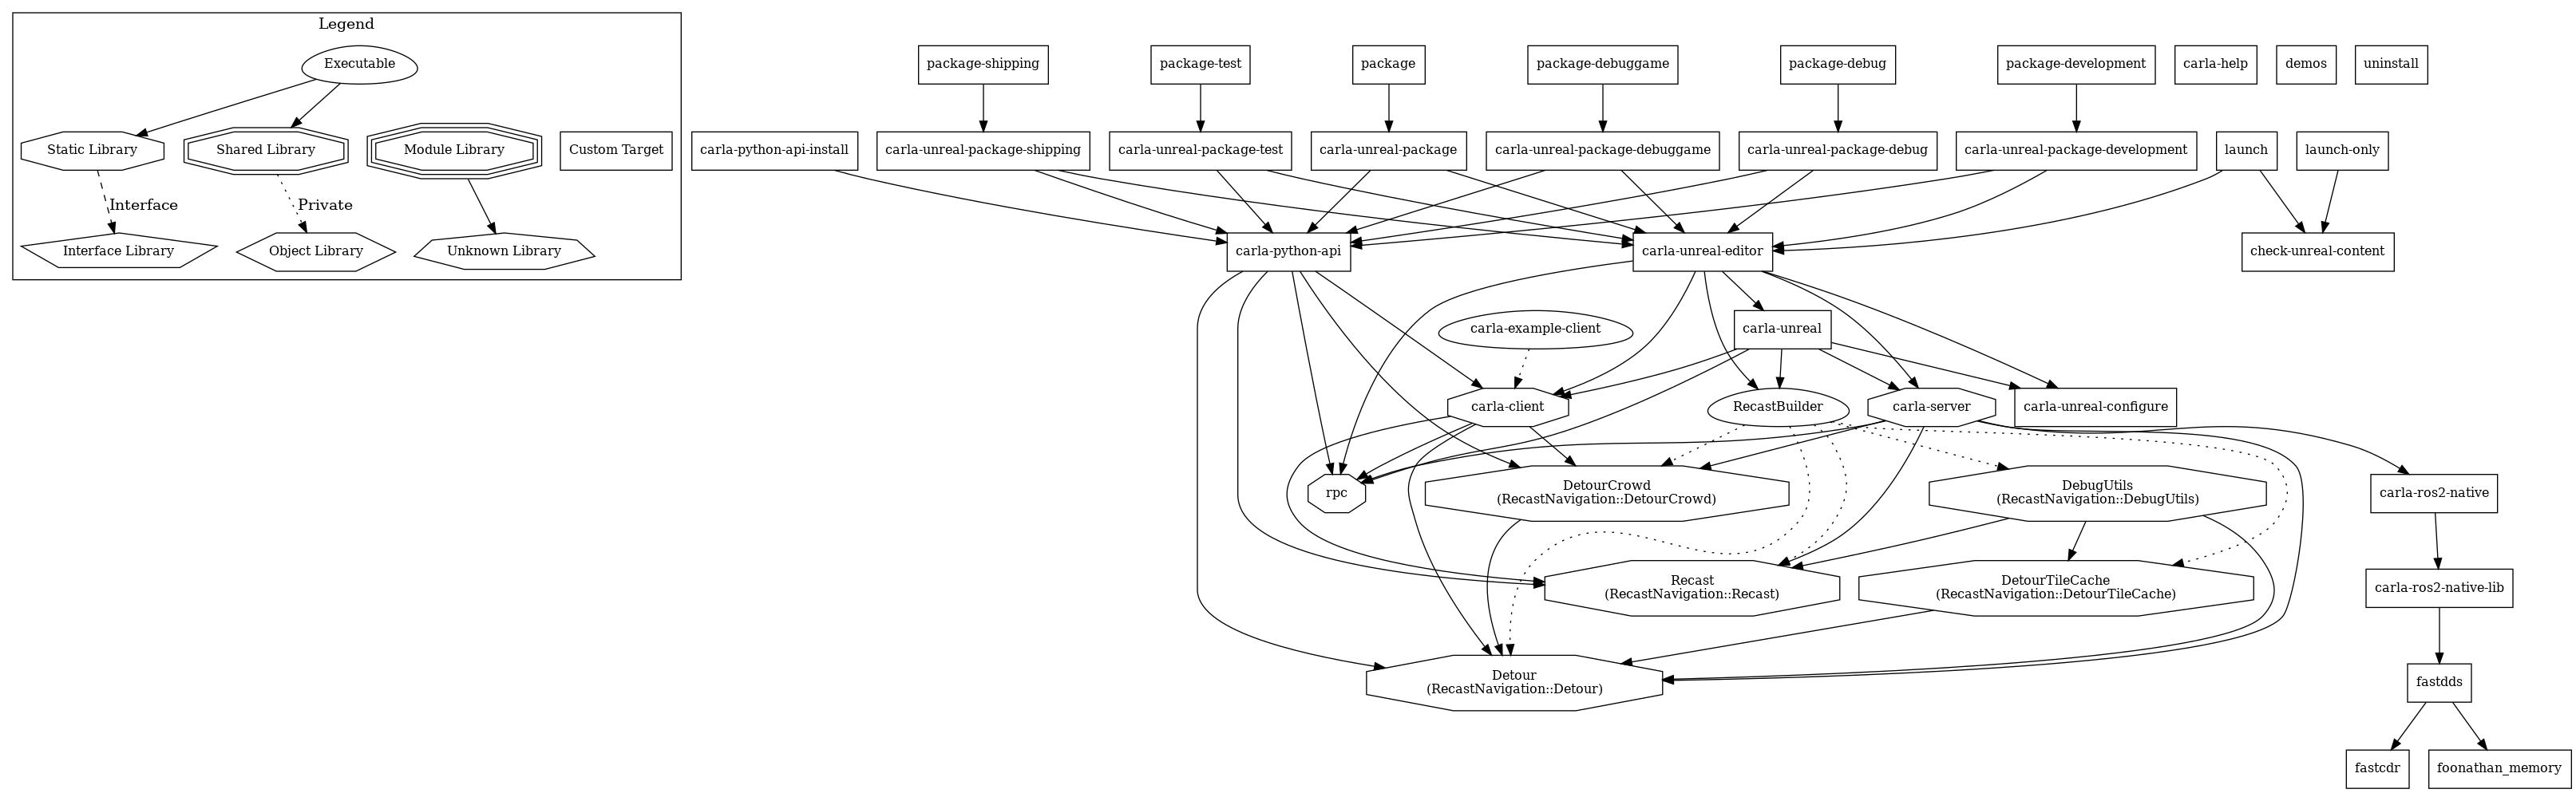 Legend
Executable
Static Library
Shared Library
Module Library
Custom Target
Interface
Private
Interface Library
Object Library
Unknown Library
package-shipping
package-test
package
package-debuggame
package-debug
package-development
carla-help
demos
uninstall
carla-python-api-install
carla-unreal-package-shipping
carla-unreal-package-test
carla-unreal-package
carla-unreal-package-debuggame
carla-unreal-package-debug
carla-unreal-package-development
launch
launch-only
carla-python-api
carla-unreal-editor
check-unreal-content
carla-example-client
carla-unreal
carla-client
RecastBuilder
carla-server
carla-unreal-configure
rpc
DetourCrowd
(RecastNavigation::DetourCrowd)
DebugUtils
(RecastNavigation::DebugUtils)
carla-ros2-native
Recast
(RecastNavigation::Recast)
DetourTileCache
(RecastNavigation::DetourTileCache)
carla-ros2-native-lib
Detour
(RecastNavigation::Detour)
fastdds
fastcdr
foonathan_memory